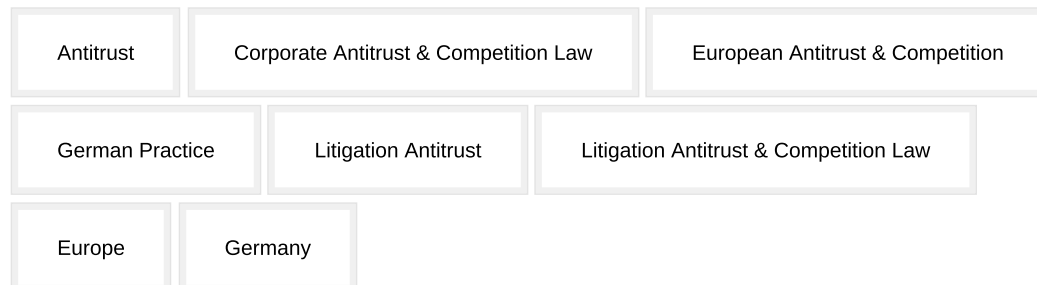 Antitrust Corporate Antitrust & Competition Law European Antitrust & Competition
German Practice Litigation Antitrust Litigation Antitrust & Competition Law
Europe Germany